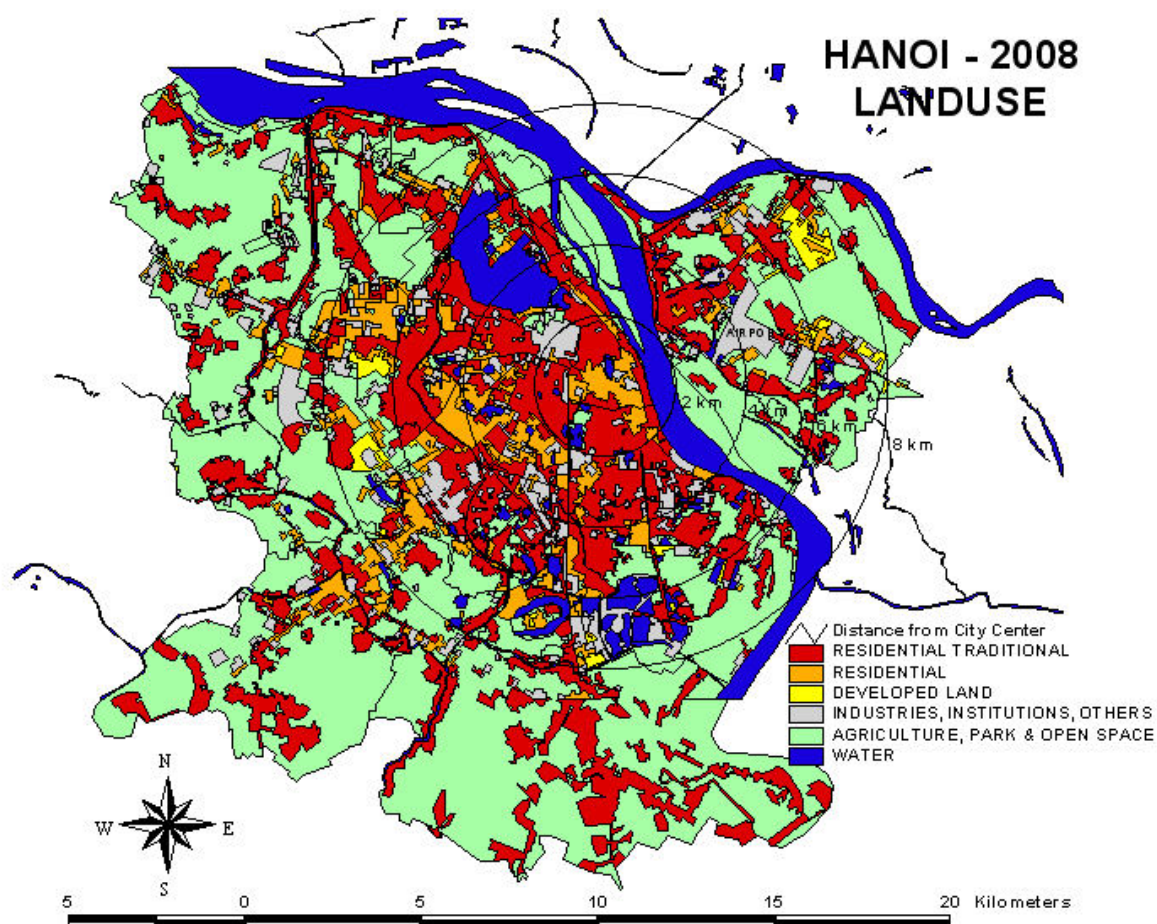 HANOI - 2008
LANDUSE
AIRPORT
2 km
4 km
6 km
8 km
Distance from City Center
RESIDENTIAL TRADITIONAL
RESIDENTIAL
DEVELOPED LAND
INDUSTRIES, INSTITUTIONS, OTHERS
AGRICULTURE, PARK & OPEN SPACE
WATER
N
W E
S
5 0 5 10 15 20 Kilometers